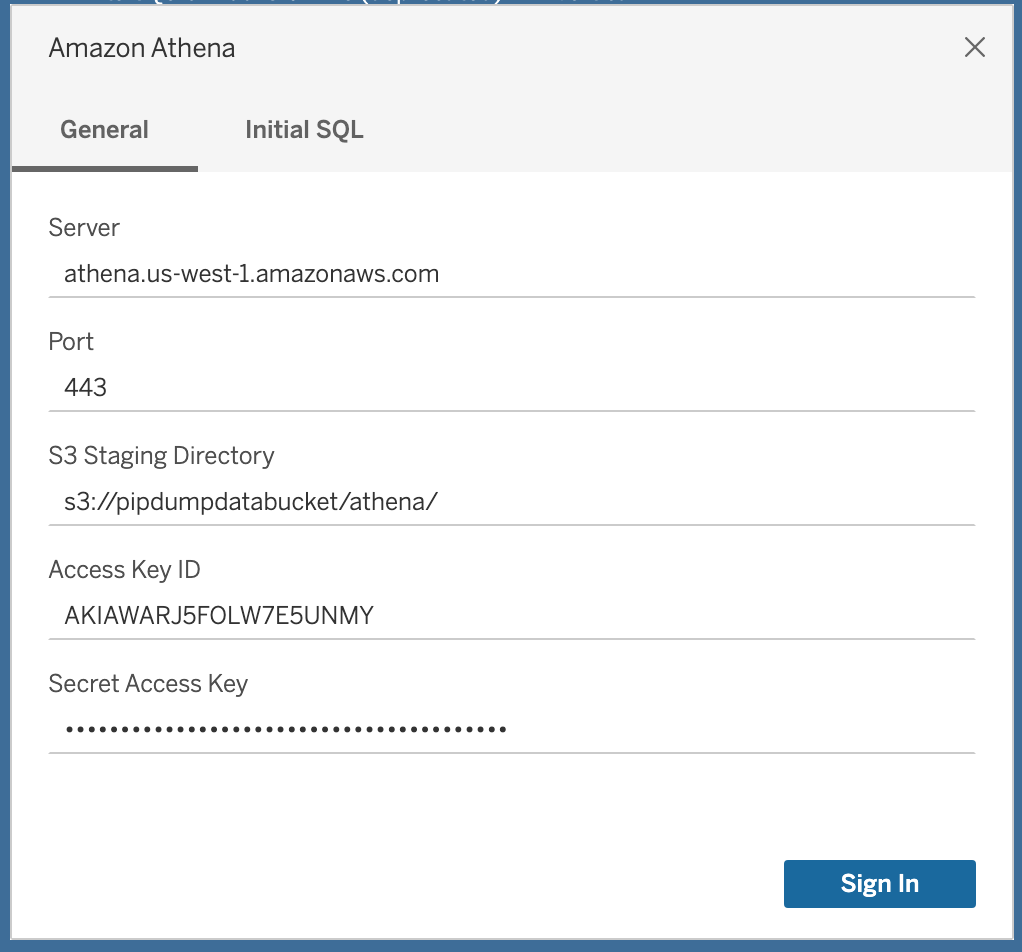 Amazon Athena
General
Initial SQL
Server
athena.us-west-1.amazonaws.com
Port
443
S3 Staging Directory
s3://pipdumpdatabucket/athena/
Access Key ID
AKIAWARJ5FOLW7E5UNMY
Secret Access Key
••••••••••••••••••••••••••••••••••••••••
Sign In